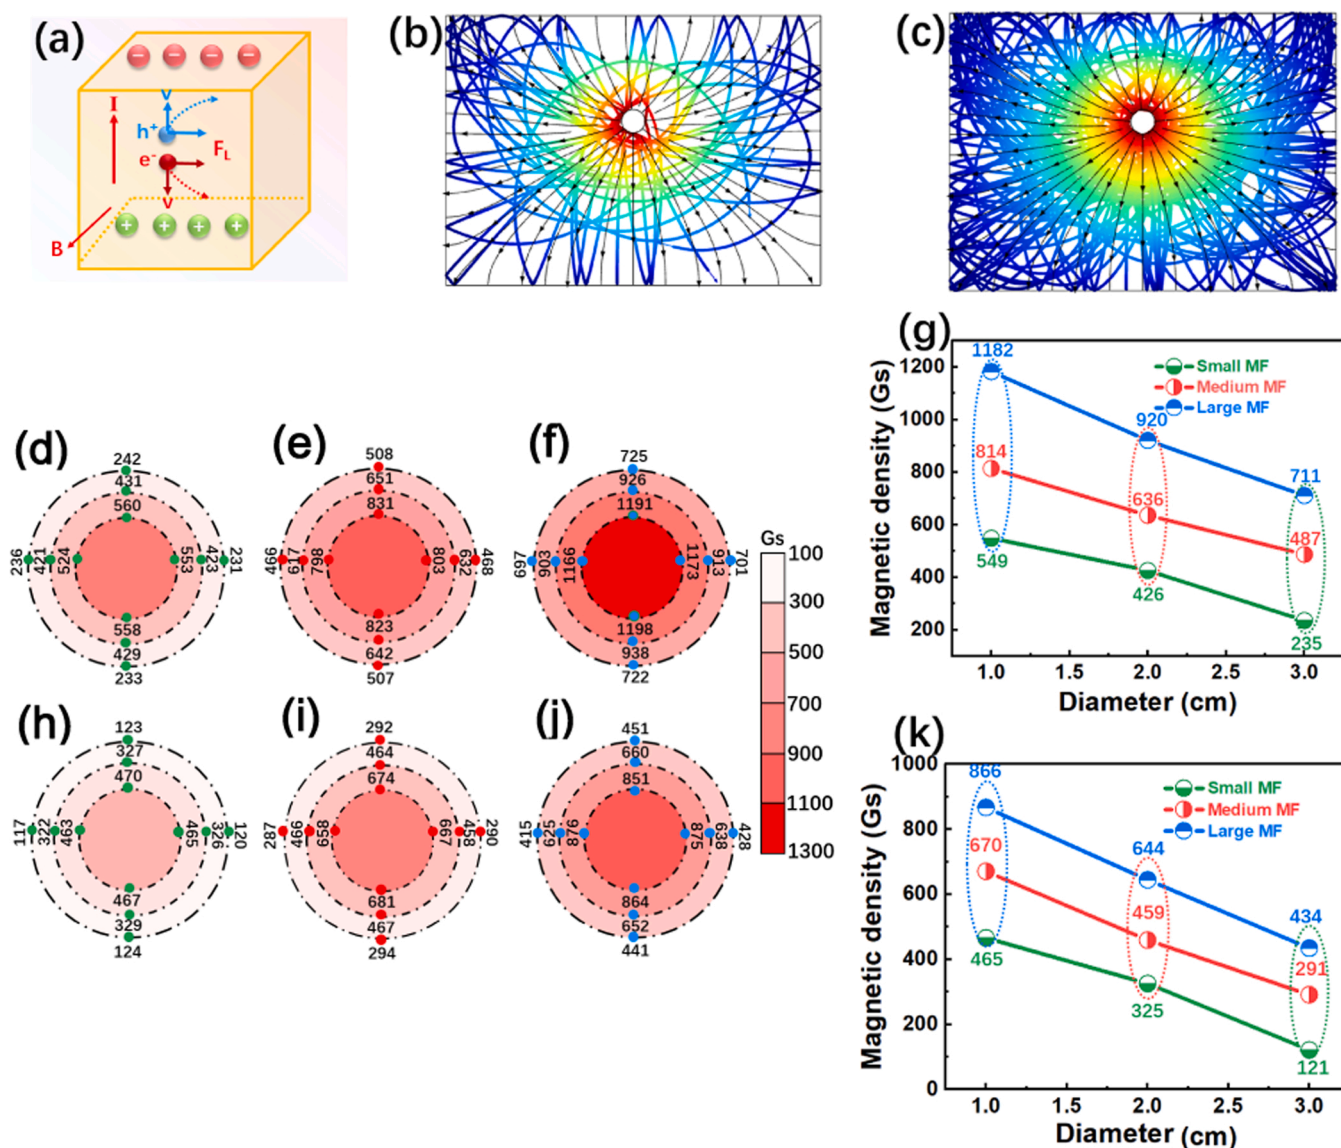 (a)
− − − −
I
v
h⁺
e⁻
F_L
v
B
+ + + +
(b)
(c)
(d)
242
431
560
236 421 524 553 423 231
558
429
233
(e)
508
651
831
466 617 798 803 632 468
823
642
507
(f)
725
926
1191
697 903 1166 1173 913 701
1198
938
722
Gs
100
300
500
700
900
1100
1300
(g)
Magnetic density (Gs)
1200
1000
800
600
400
200
1182
920
711
814
636
487
549
426
235
Small MF
Medium MF
Large MF
1.0 1.5 2.0 2.5 3.0
Diameter (cm)
(h)
123
327
470
117 322 463 465 326 120
467
329
124
(i)
292
464
674
287 466 658 669 458 290
681
467
294
(j)
451
660
851
415 625 876 875 638 428
864
652
441
(k)
Magnetic density (Gs)
1000
800
600
400
200
0
866
644
434
670
459
291
465
325
121
Small MF
Medium MF
Large MF
1.0 1.5 2.0 2.5 3.0
Diameter (cm)